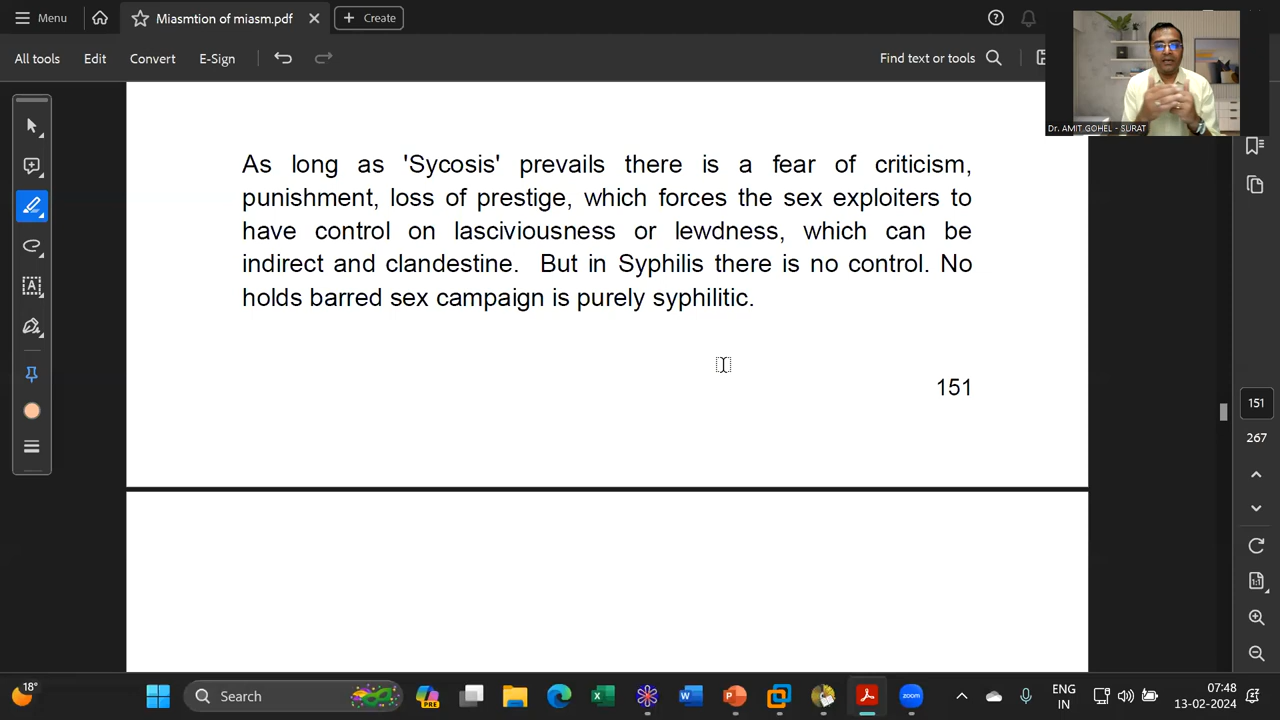 Menu
Miasmtion of miasm.pdf
Create
All tools
Edit
Convert
E-Sign
Find text or tools
Dr. AMIT GOHEL - SURAT
As long as 'Sycosis' prevails there is a fear of criticism,
punishment, loss of prestige, which forces the sex exploiters to
have control on lasciviousness or lewdness, which can be
indirect and clandestine. But in Syphilis there is no control. No
holds barred sex campaign is purely syphilitic.
151
151
267
18°
Search
PRE
zoom
ENG
IN
07:48
13-02-2024